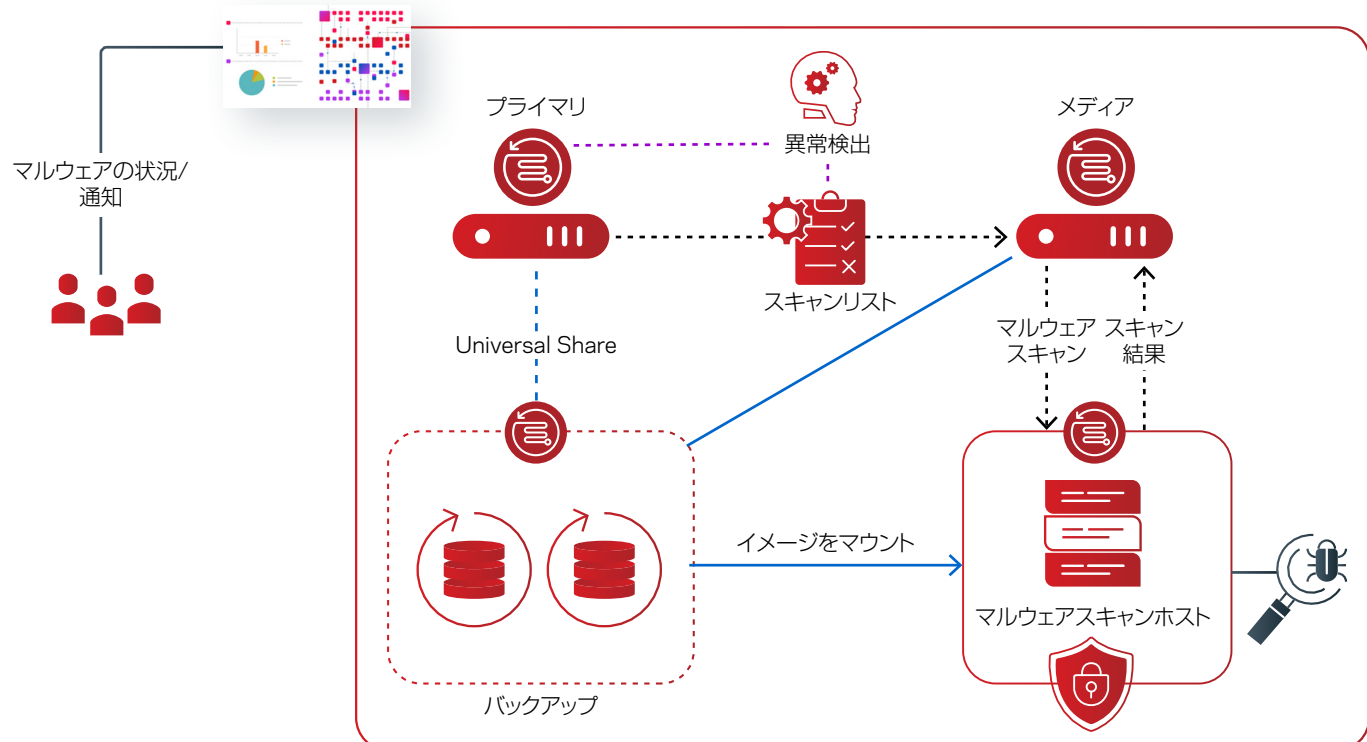 プライマリ
メディア
異常検出
マルウェアの状況/
通知
スキャンリスト
マルウェア
スキャン
スキャン
結果
Universal Share
イメージをマウント
マルウェアスキャンホスト
バックアップ